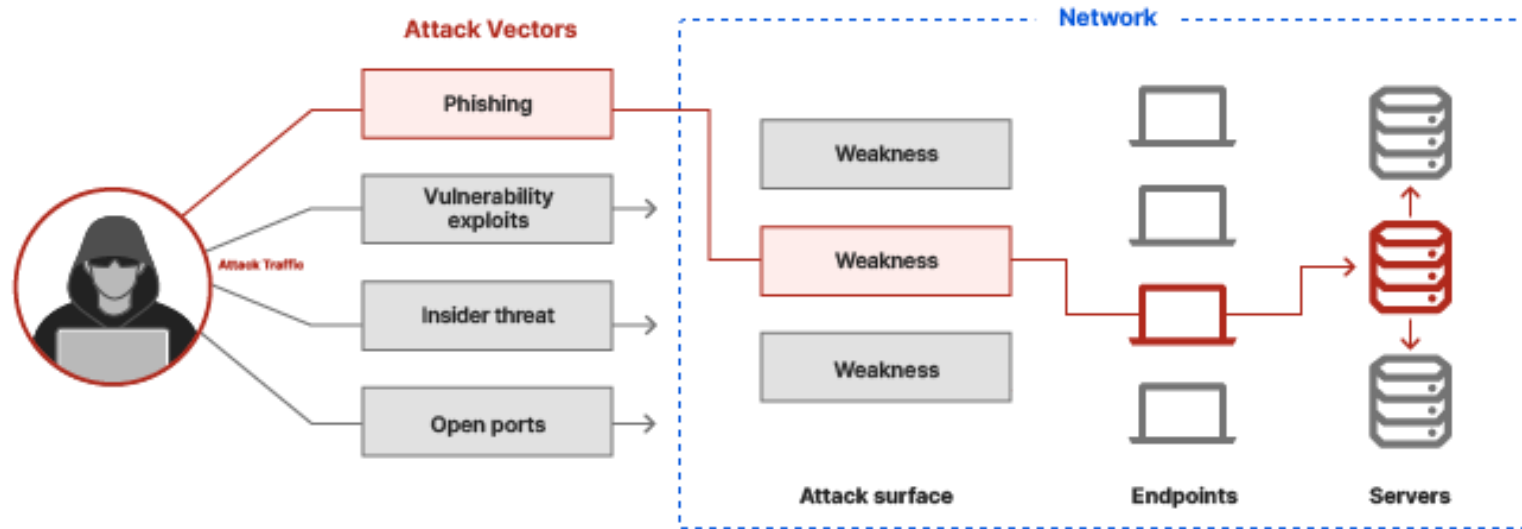 Network
Attack Vectors
Phishing
Vulnerability
exploits
Attack Traffic
Insider threat
Open ports
Weakness
Weakness
Weakness
Attack surface
Endpoints
Servers